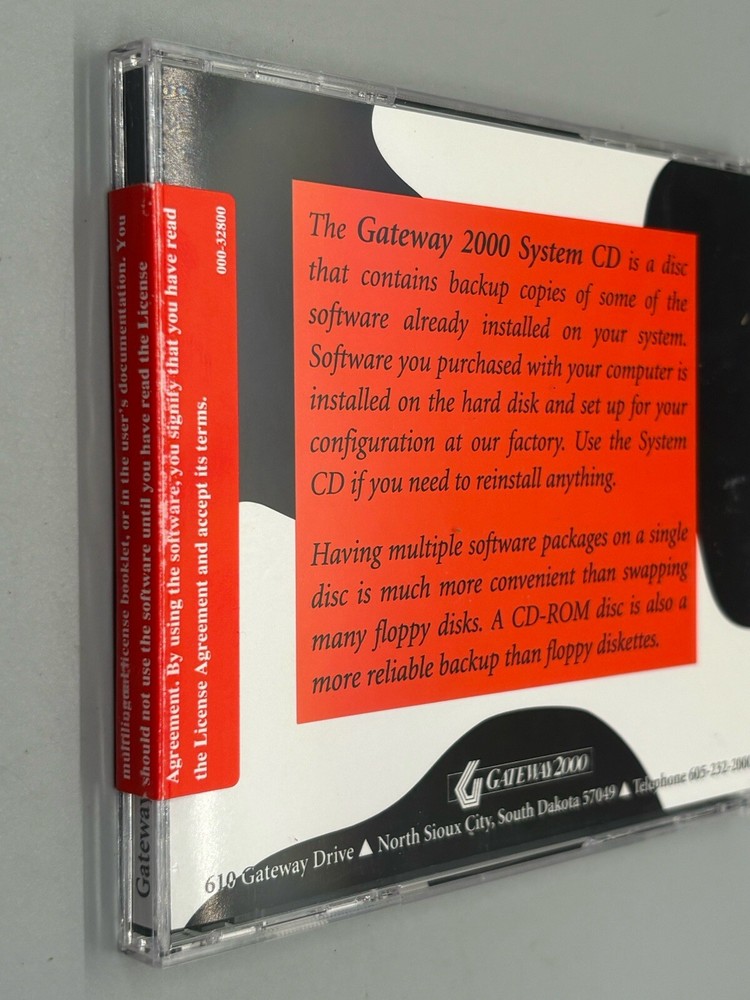 multilingual license booklet, or in the user's documentation. You
should not use the software until you have read the License
Agreement. By using the software, you signify that you have read
the License Agreement and accept its terms.
000-32800
Gateway
The Gateway 2000 System CD is a disc
that contains backup copies of some of the
software already installed on your system.
Software you purchased with your computer is
installed on the hard disk and set up for your
configuration at our factory. Use the System
CD if you need to reinstall anything.
Having multiple software packages on a single
disc is much more convenient than swapping
many floppy disks. A CD-ROM disc is also a
more reliable backup than floppy diskettes.
GATEWAY2000
610 Gateway Drive ▲ North Sioux City, South Dakota 57049 ▲ Telephone 605-232-2000